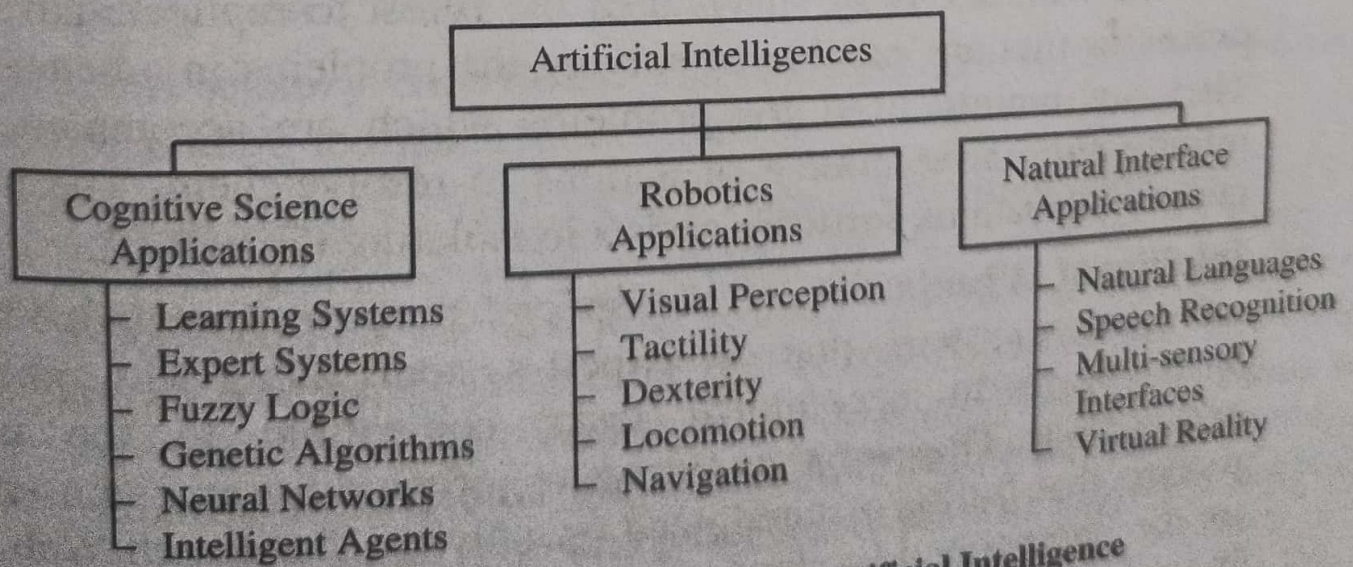 Artificial Intelligences
Cognitive Science
Applications
Learning Systems
Expert Systems
Fuzzy Logic
Genetic Algorithms
Neural Networks
Intelligent Agents
Robotics
Applications
Visual Perception
Tactility
Dexterity
Locomotion
Navigation
Natural Interface
Applications
Natural Languages
Speech Recognition
Multi-sensory
Interfaces
Virtual Reality
Intelligence